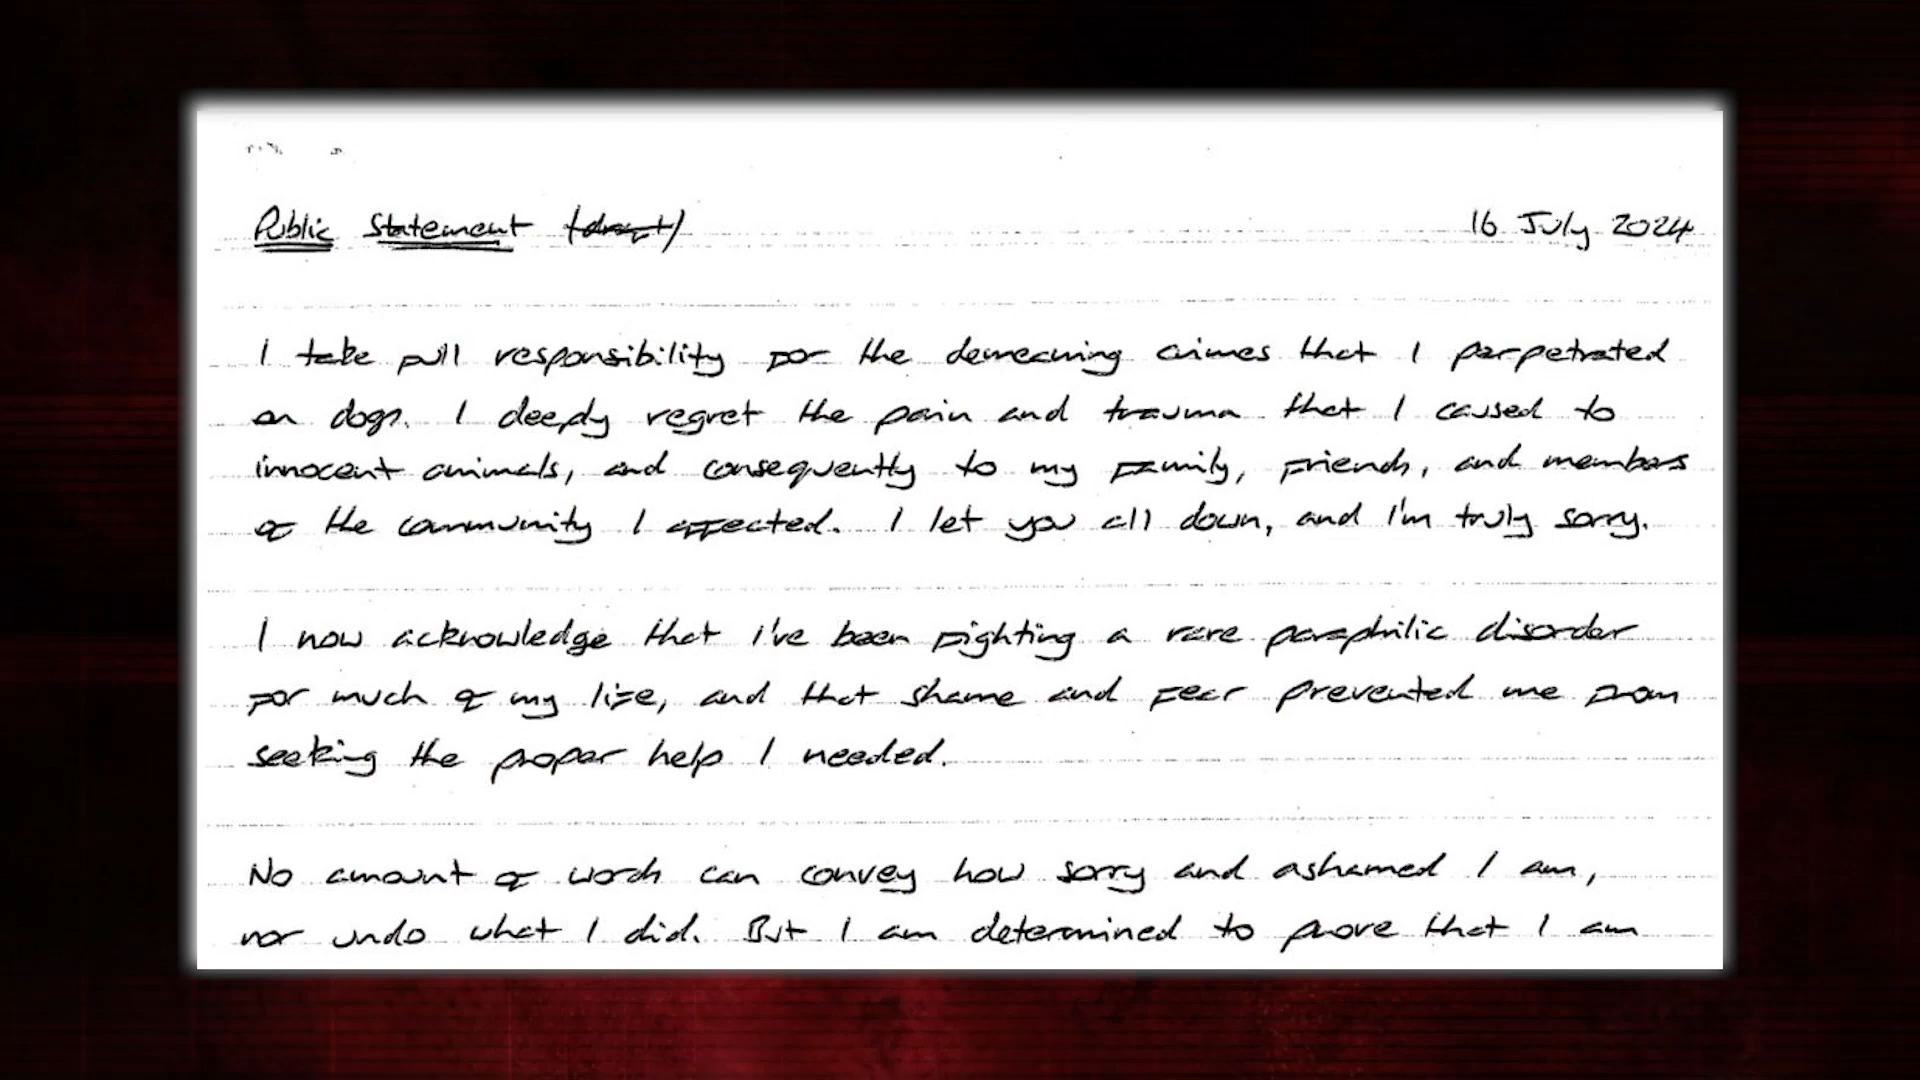 Public Statement (draft)
16 July 2024
I take full responsibility for the demeaning crimes that I perpetrated
on dogs. I deeply regret the pain and trauma that I caused to
innocent animals, and consequently to my family, friends, and members
of the community I affected. I let you all down, and I'm truly sorry.
I now acknowledge that i've been fighting a rare paraphilic disorder
for much of my life, and that shame and fear prevented me from
seeking the proper help I needed.
No amount of words can convey how sorry and ashamed I am,
nor undo what I did. But I am determined to prove that I am